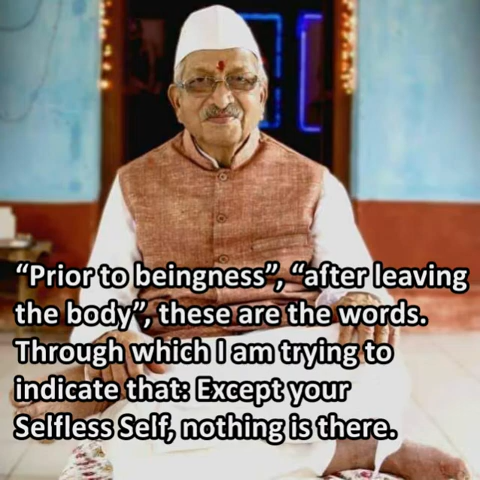 “Prior to beingness”, “after leaving
the body”, these are the words.
Through which I am trying to
indicate that: Except your
Selfless Self, nothing is there.